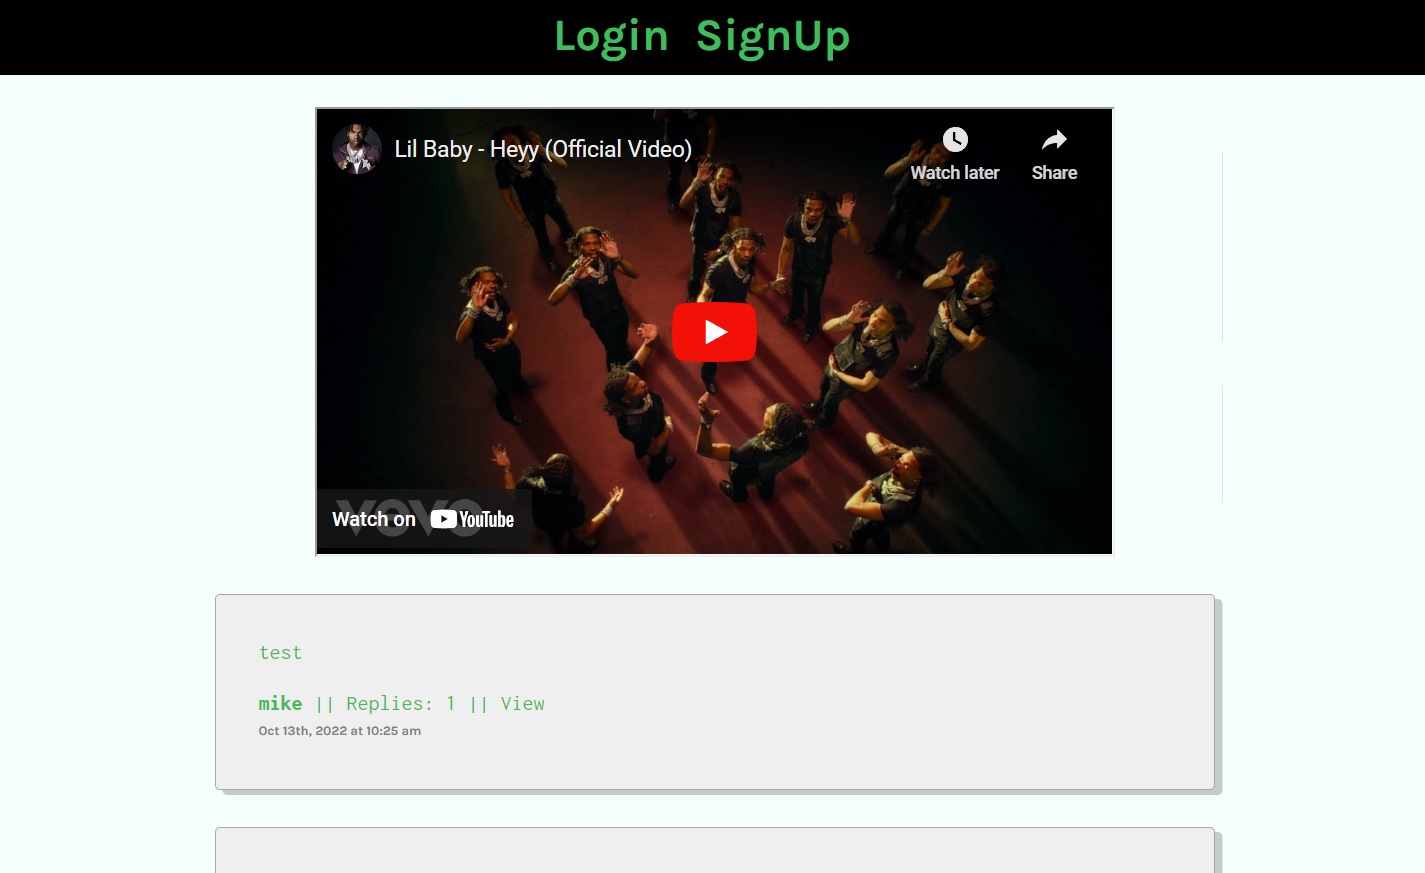 Login SignUp
Lil Baby - Heyy (Official Video)
Watch later
Share
vevo
Watch on YouTube
test
mike || Replies: 1 || View
Oct 13th, 2022 at 10:25 am